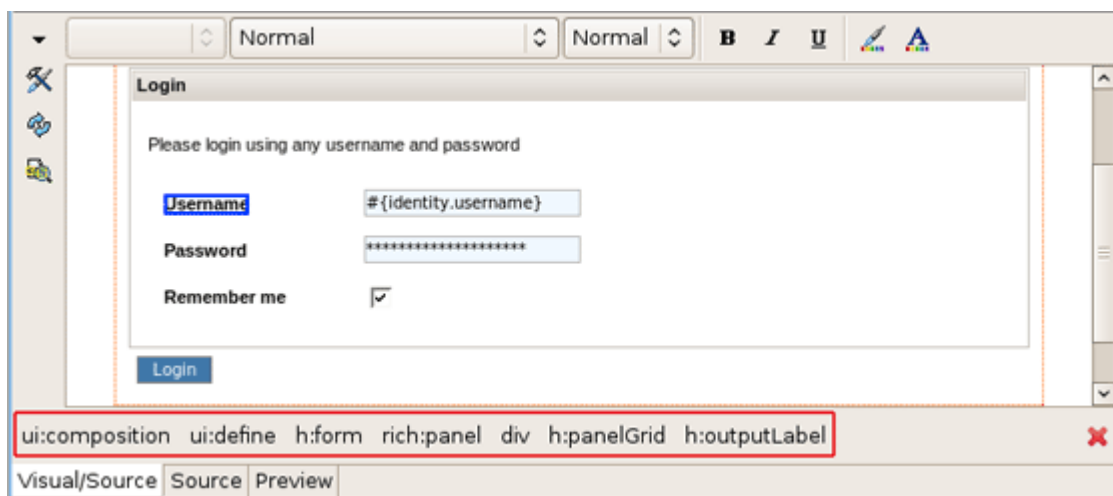 Normal Normal B I U A
Login
Please login using any username and password
Username #{identity.username}
Password ********************
Remember me
Login
ui:composition ui:define h:form rich:panel div h:panelGrid h:outputLabel
Visual/Source Source Preview